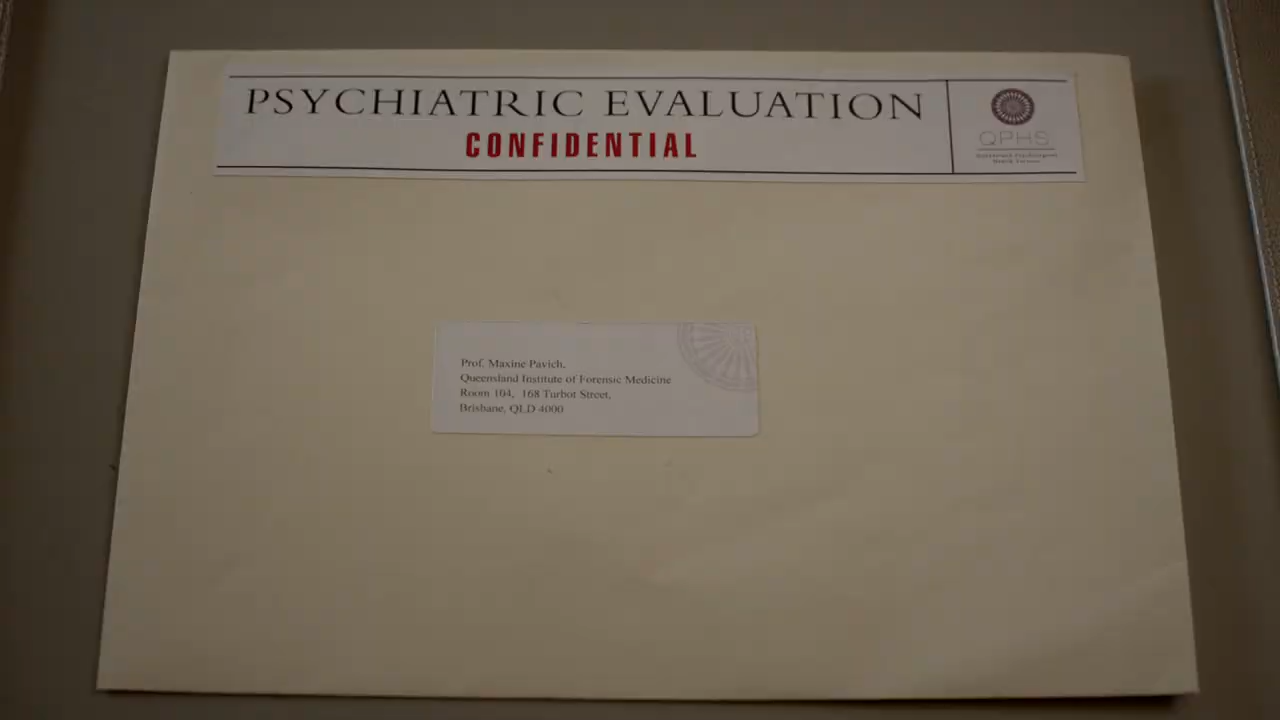 PSYCHIATRIC EVALUATION
CONFIDENTIAL
QPHS
Prof. Maxine Pavich,
Queensland Institute of Forensic Medicine
Room 104, 168 Turbot Street,
Brisbane, QLD 4000